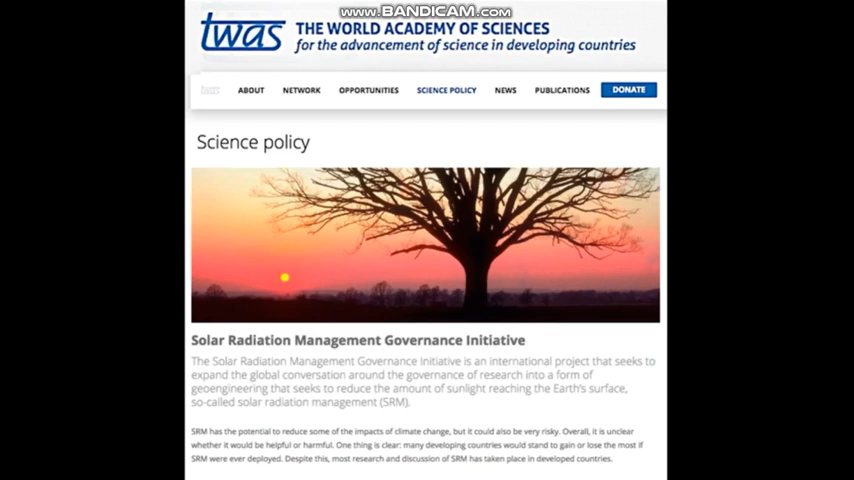 www.BANDICAM.com
twas THE WORLD ACADEMY OF SCIENCES
for the advancement of science in developing countries
twas ABOUT NETWORK OPPORTUNITIES SCIENCE POLICY NEWS PUBLICATIONS DONATE
Science policy
Solar Radiation Management Governance Initiative
The Solar Radiation Management Governance Initiative is an international project that seeks to
expand the global conversation around the governance of research into a form of
geoengineering that seeks to reduce the amount of sunlight reaching the Earth's surface,
so-called solar radiation management (SRM).
SRM has the potential to reduce some of the impacts of climate change, but it could also be very risky. Overall, it is unclear
whether it would be helpful or harmful. One thing is clear: many developing countries would stand to gain or lose the most if
SRM were ever deployed. Despite this, most research and discussion of SRM has taken place in developed countries.